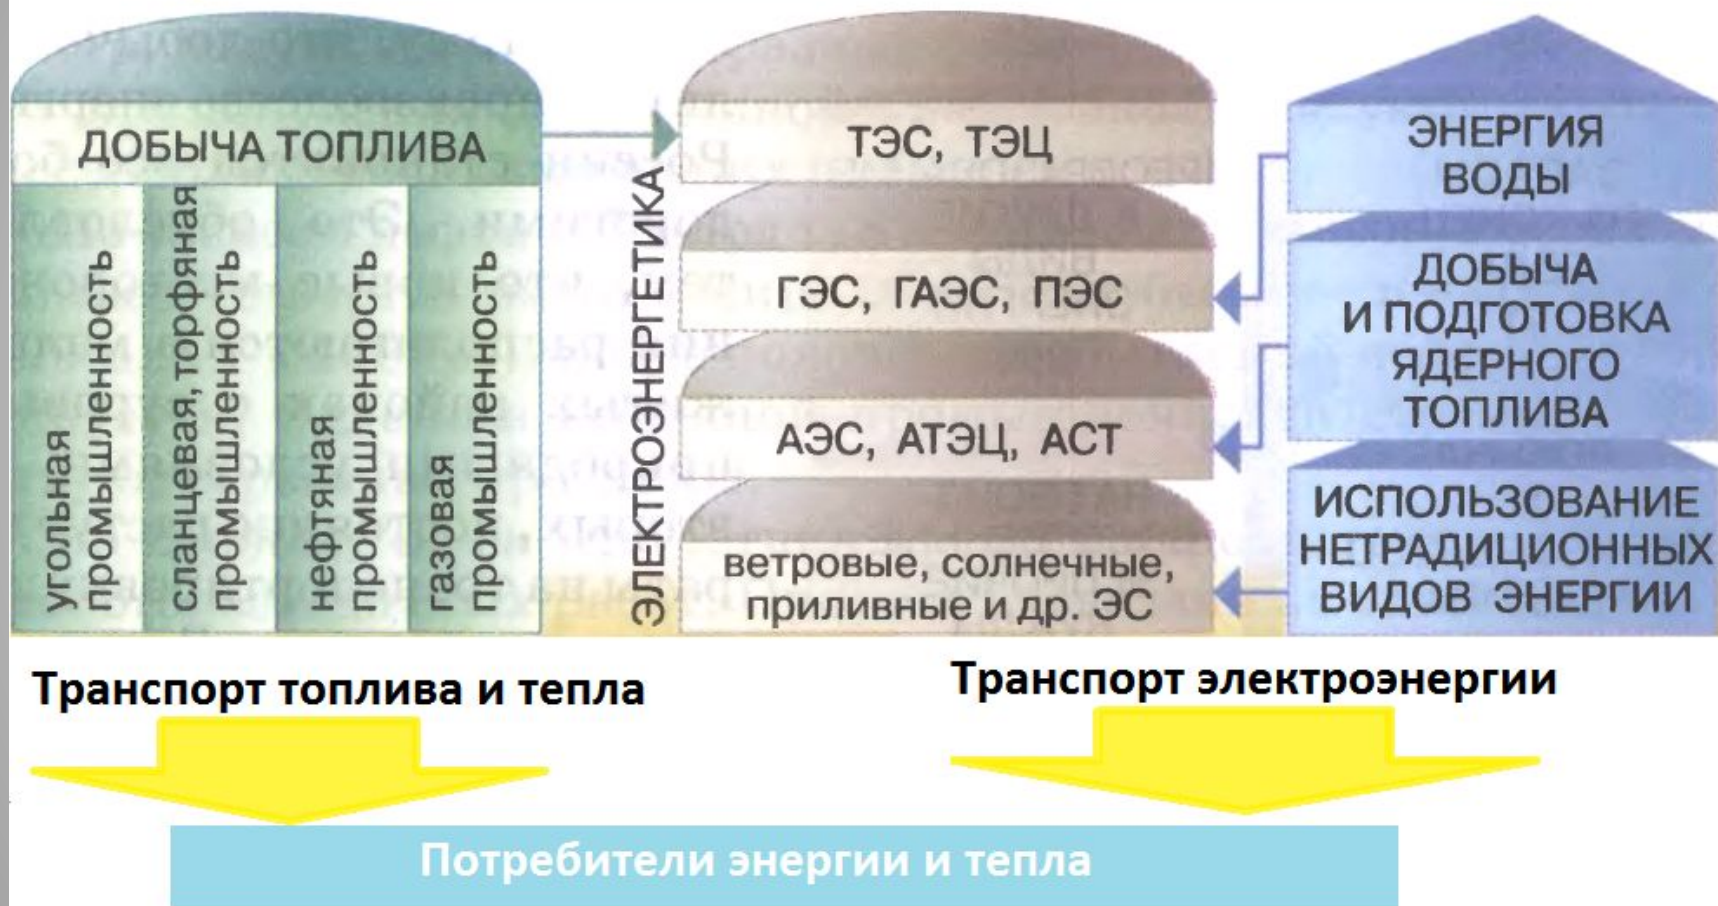 ДОБЫЧА ТОПЛИВА
угольная
промышленность
сланцевая, торфяная
промышленность
нефтяная
промышленность
газовая
промышленность
ЭЛЕКТРОЭНЕРГЕТИКА
ТЭС, ТЭЦ
ГЭС, ГАЭС, ПЭС
АЭС, АТЭЦ, АСТ
ветровые, солнечные,
приливные и др. ЭС
ЭНЕРГИЯ
ВОДЫ
ДОБЫЧА
И ПОДГОТОВКА
ЯДЕРНОГО
ТОПЛИВА
ИСПОЛЬЗОВАНИЕ
НЕТРАДИЦИОННЫХ
ВИДОВ ЭНЕРГИИ
Транспорт топлива и тепла
Транспорт электроэнергии
Потребители энергии и тепла